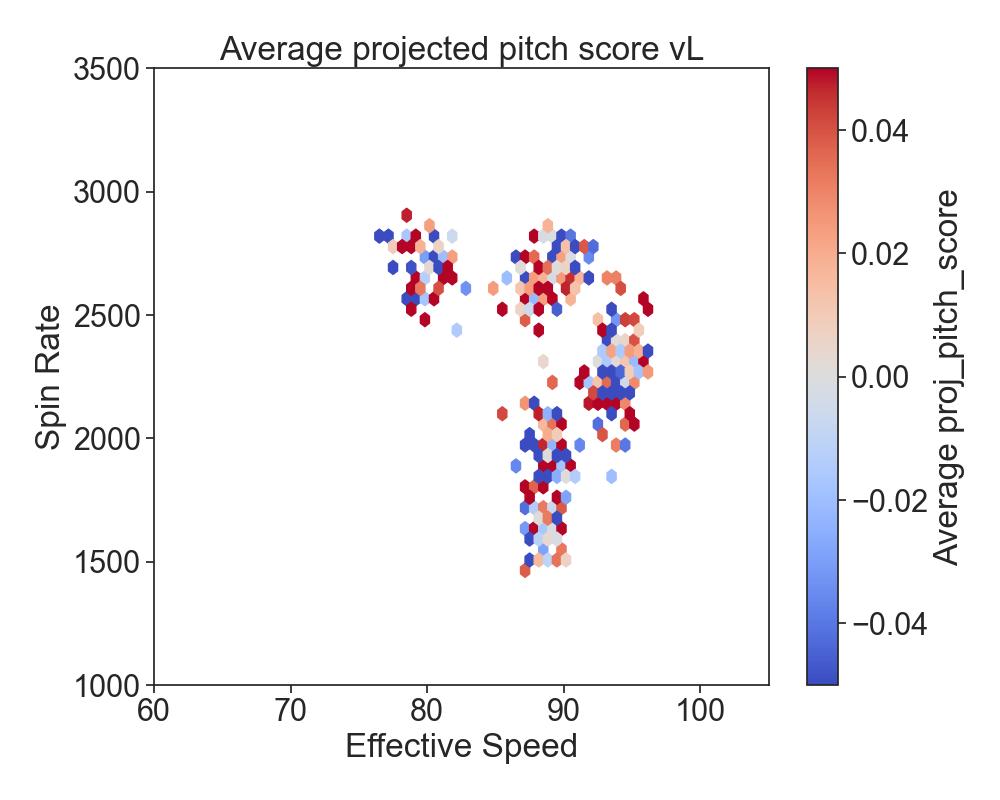 Average projected pitch score vL
3500
3000
2500
2000
1500
1000
Spin Rate
60 70 80 90 100
Effective Speed
0.04
0.02
0.00
−0.02
−0.04
Average proj_pitch_score